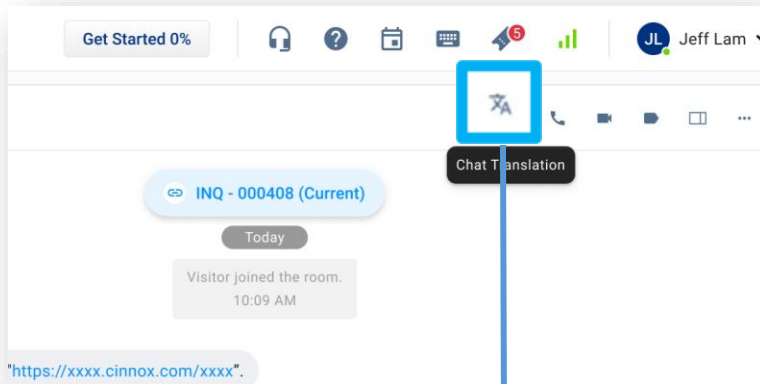 Get Started 0%
5
JL
Jeff Lam
Chat Translation
INQ - 000408 (Current)
Today
Visitor joined the room.
10:09 AM
"https://xxxx.cinnox.com/xxxx".